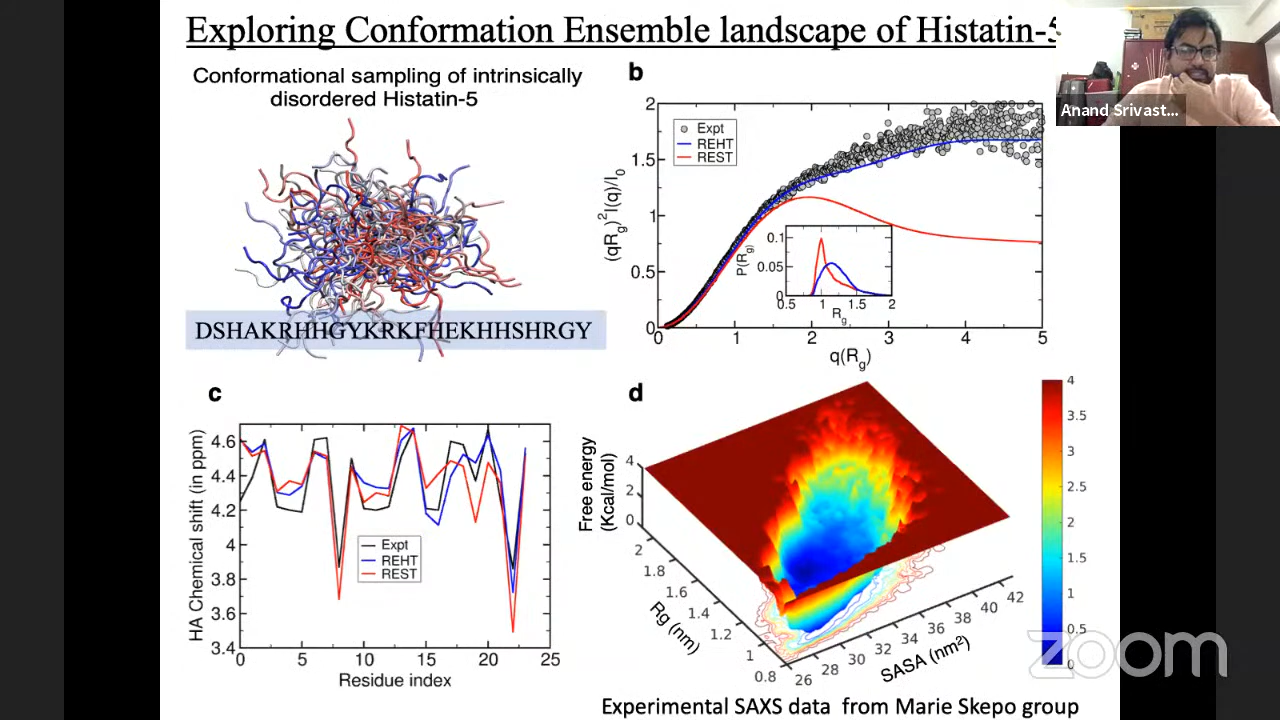 Exploring Conformation Ensemble landscape of Histatin-5
Anand Srivast...
Conformational sampling of intrinsically
disordered Histatin-5
DSHAKRHHGYKRKFHEKHHSHRGY
b
Expt
REHT
REST
(qRg)²I(q)/I₀
2
1.5
1
0.5
0
0 1 2 3 4 5
q(Rg)
P(Rg)
0.1
0.05
0
0.5 1 1.5 2
Rg
c
HA Chemical shift (in ppm)
4.6
4.4
4.2
4
3.8
3.6
3.4
Expt
REHT
REST
0 5 10 15 20 25
Residue index
d
Free energy
(Kcal/mol)
4
2
0
2
1.8
1.6
1.4
1.2
1
0.8
Rg (nm)
26 28 30 32 34 36 38 40 42
SASA (nm²)
4
3.5
3
2.5
2
1.5
1
0.5
0
zoom
Experimental SAXS data from Marie Skepo group